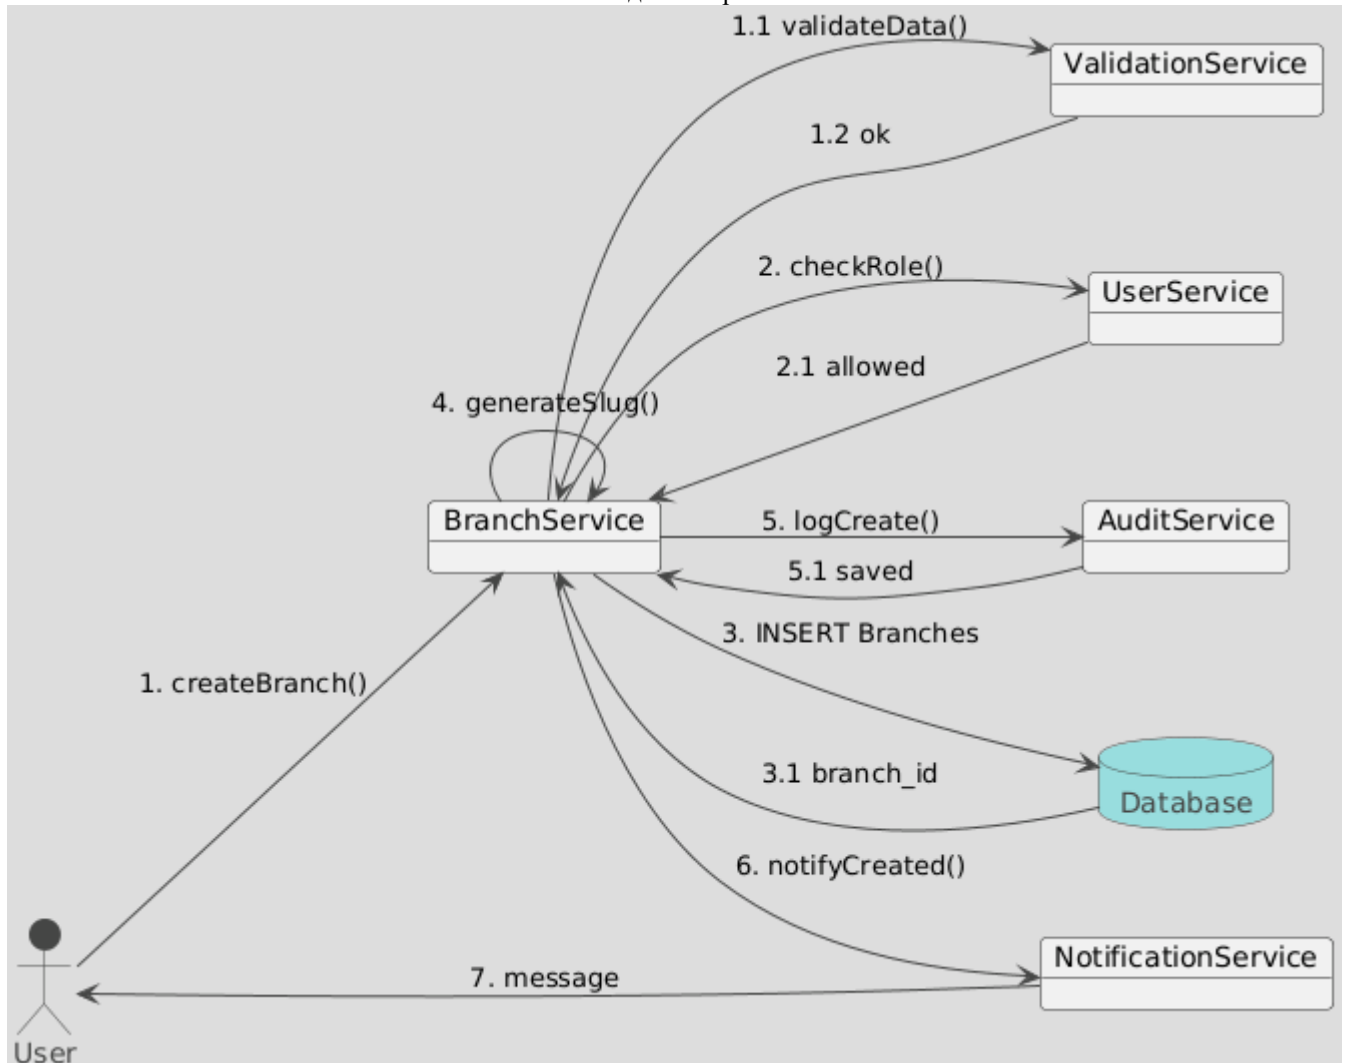 1.1 validateData()
ValidationService
1.2 ok
2. checkRole()
UserService
2.1 allowed
4. generateSlug()
BranchService
5. logCreate()
AuditService
5.1 saved
3. INSERT Branches
1. createBranch()
3.1 branch_id
Database
6. notifyCreated()
NotificationService
7. message
User